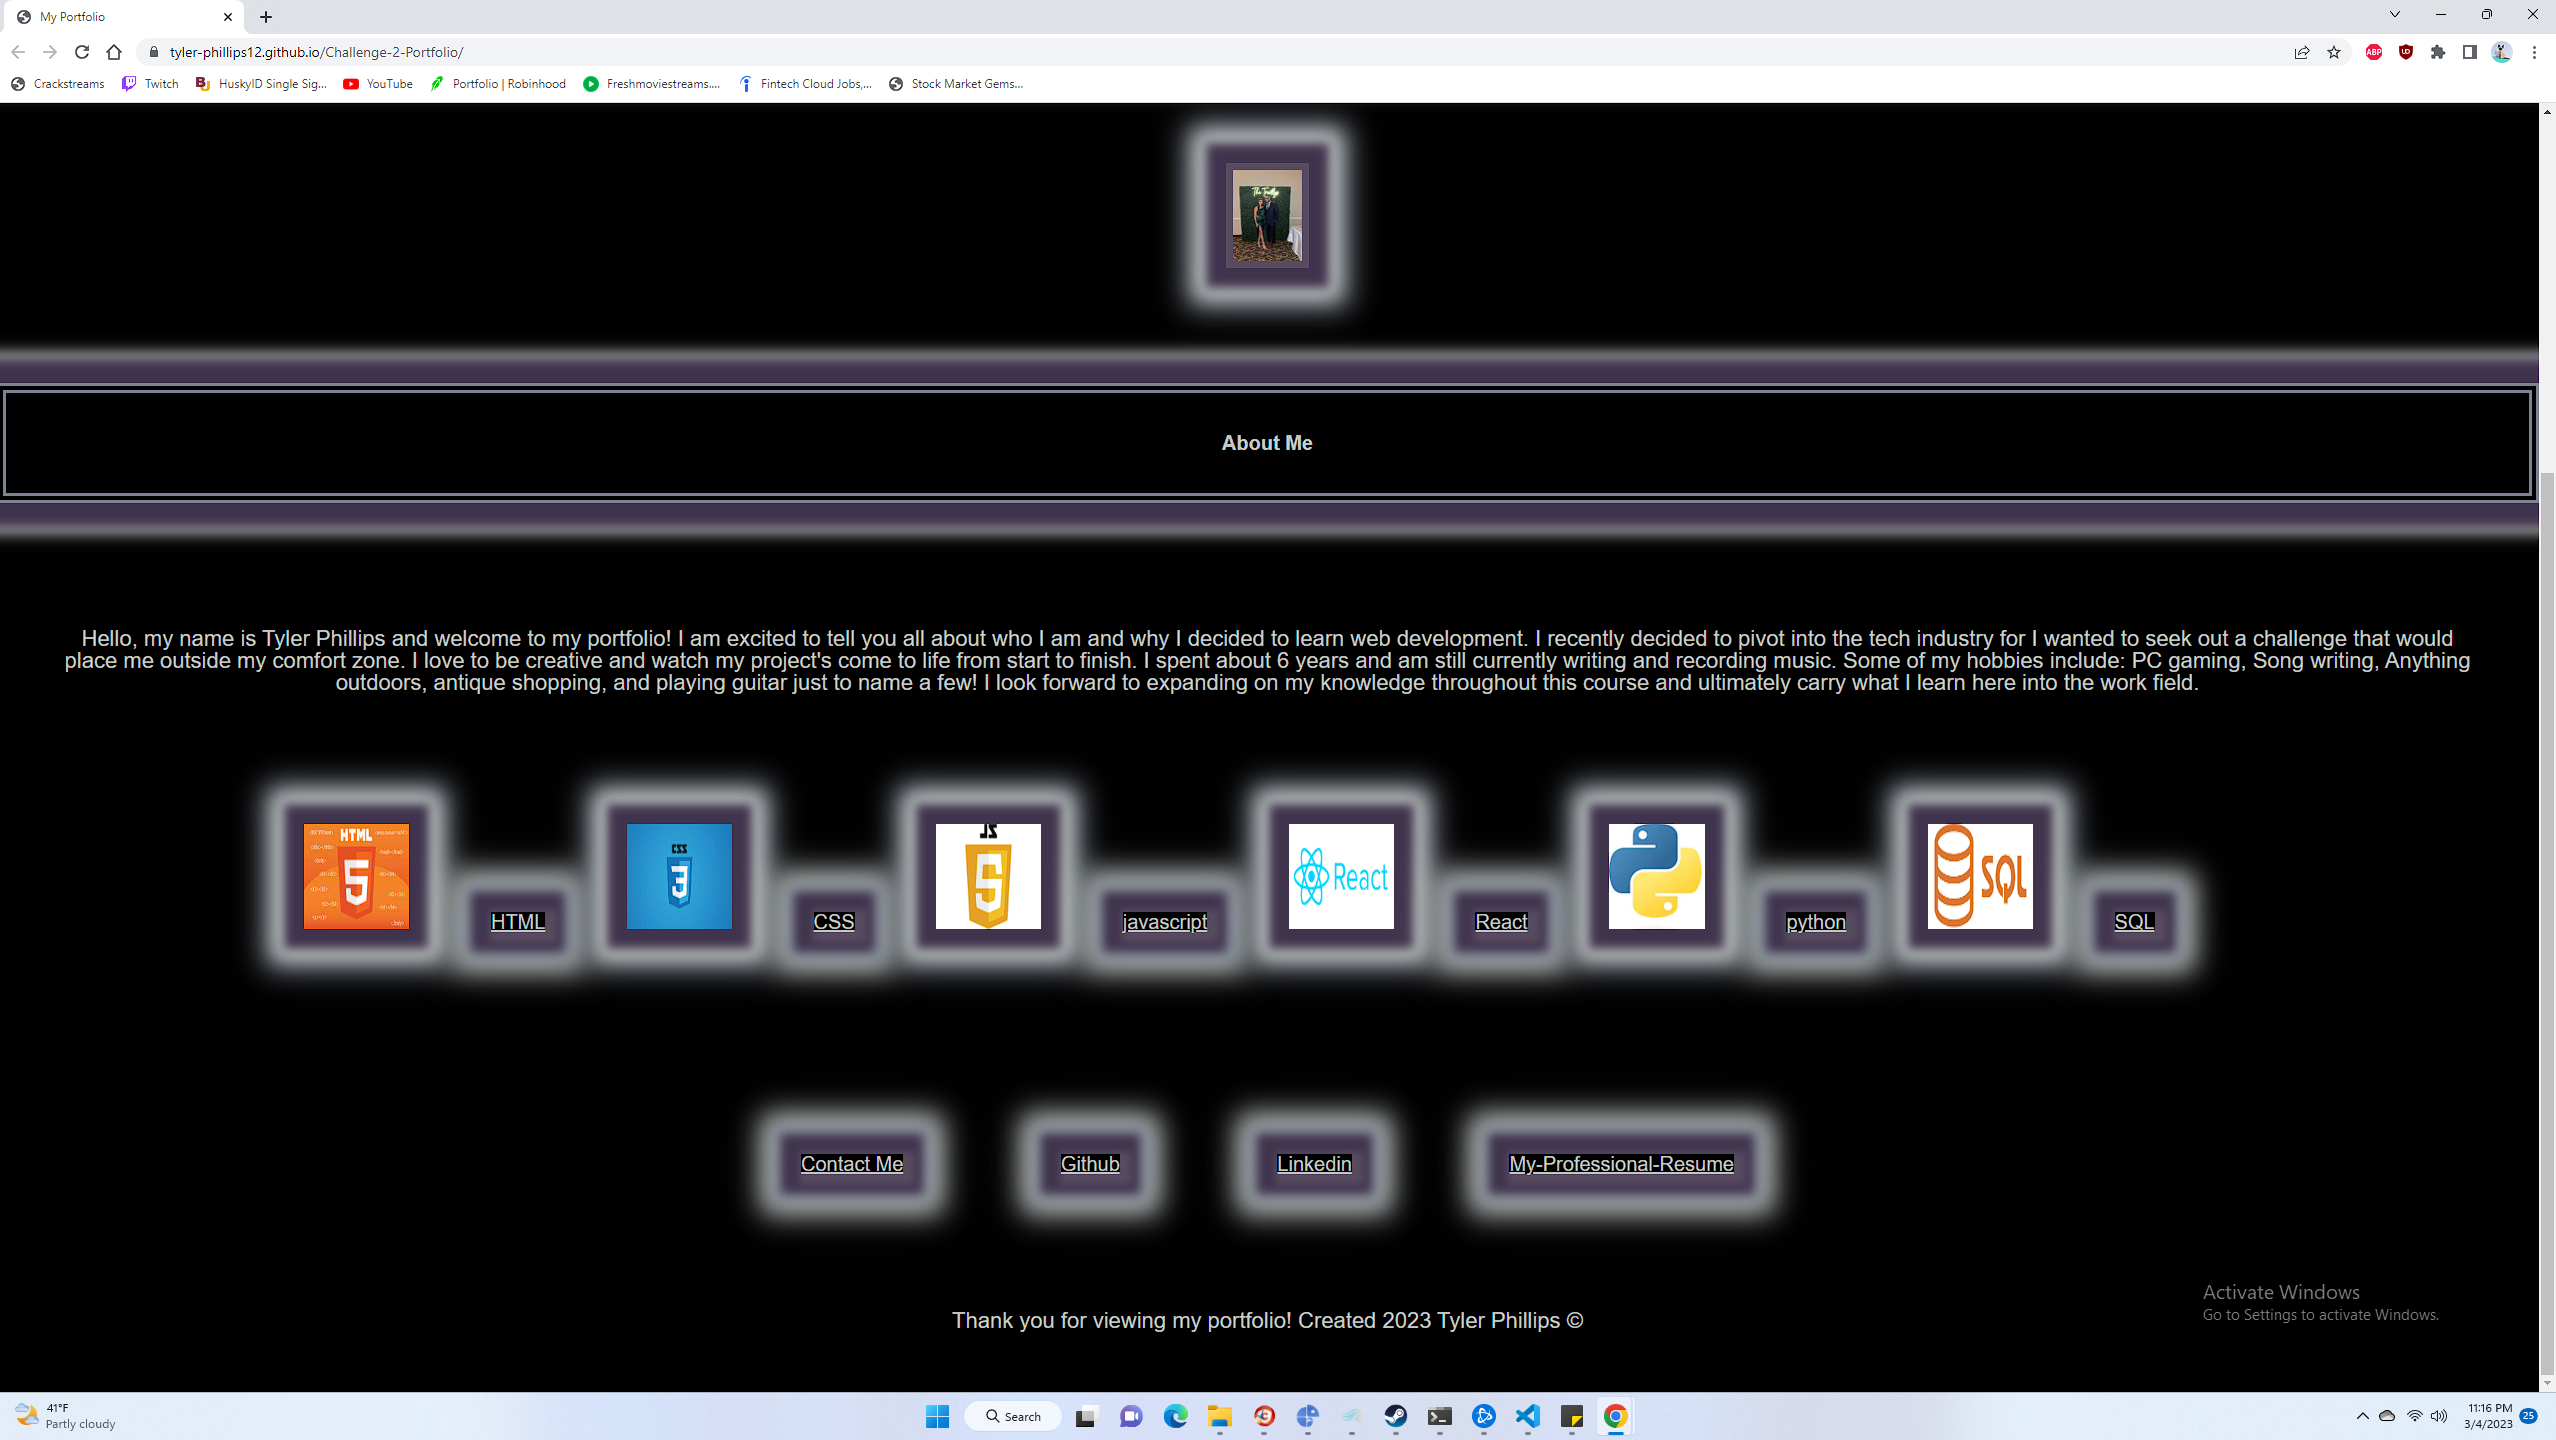 My Portfolio
tyler-phillips12.github.io/Challenge-2-Portfolio/
Crackstreams Twitch HuskyID Single Sig... YouTube Portfolio | Robinhood Freshmoviestreams.... Fintech Cloud Jobs,... Stock Market Gems...
About Me
Hello, my name is Tyler Phillips and welcome to my portfolio! I am excited to tell you all about who I am and why I decided to learn web development. I recently decided to pivot into the tech industry for I wanted to seek out a challenge that would
place me outside my comfort zone. I love to be creative and watch my project's come to life from start to finish. I spent about 6 years and am still currently writing and recording music. Some of my hobbies include: PC gaming, Song writing, Anything
outdoors, antique shopping, and playing guitar just to name a few! I look forward to expanding on my knowledge throughout this course and ultimately carry what I learn here into the work field.
HTML 5
HTML
CSS 3
CSS
JS
javascript
React
React
python
SQL
SQL
Contact Me Github Linkedin My-Professional-Resume
Activate Windows
Go to Settings to activate Windows.
Thank you for viewing my portfolio! Created 2023 Tyler Phillips ©
41°F
Partly cloudy
Search
11:16 PM
3/4/2023
25